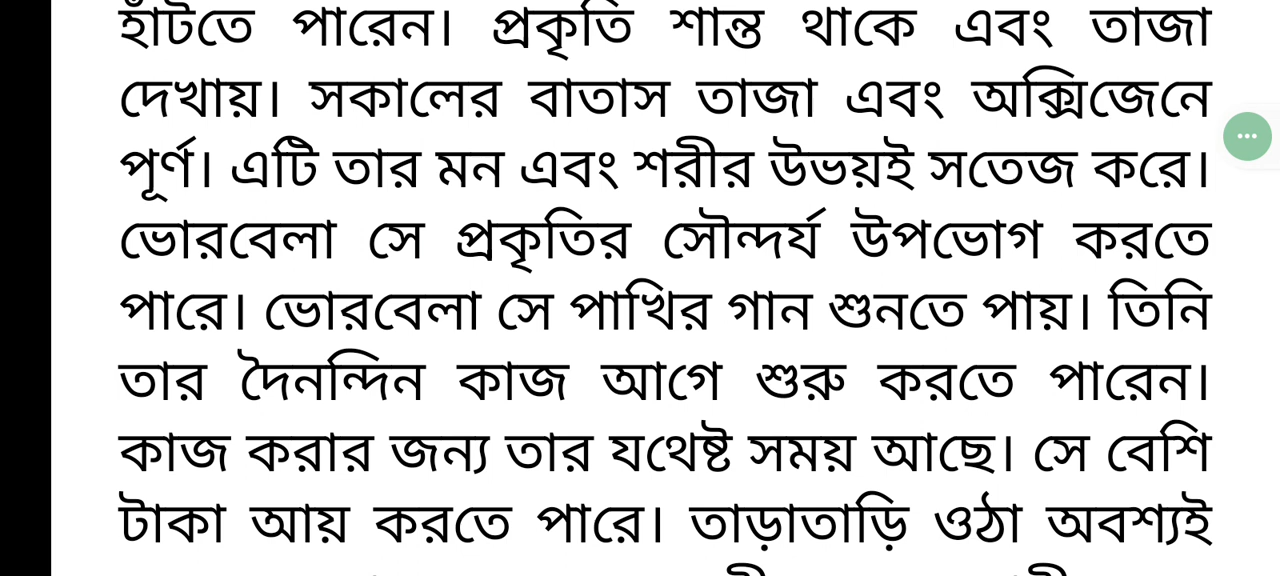 হাঁটতে পারেন। প্রকৃতি শান্ত থাকে এবং তাজা
দেখায়। সকালের বাতাস তাজা এবং অক্সিজেনে
পূর্ণ। এটি তার মন এবং শরীর উভয়ই সতেজ করে।
ভোরবেলা সে প্রকৃতির সৌন্দর্য উপভোগ করতে
পারে। ভোরবেলা সে পাখির গান শুনতে পায়। তিনি
তার দৈনন্দিন কাজ আগে শুরু করতে পারেন।
কাজ করার জন্য তার যথেষ্ট সময় আছে। সে বেশি
টাকা আয় করতে পারে। তাড়াতাড়ি ওঠা অবশ্যই